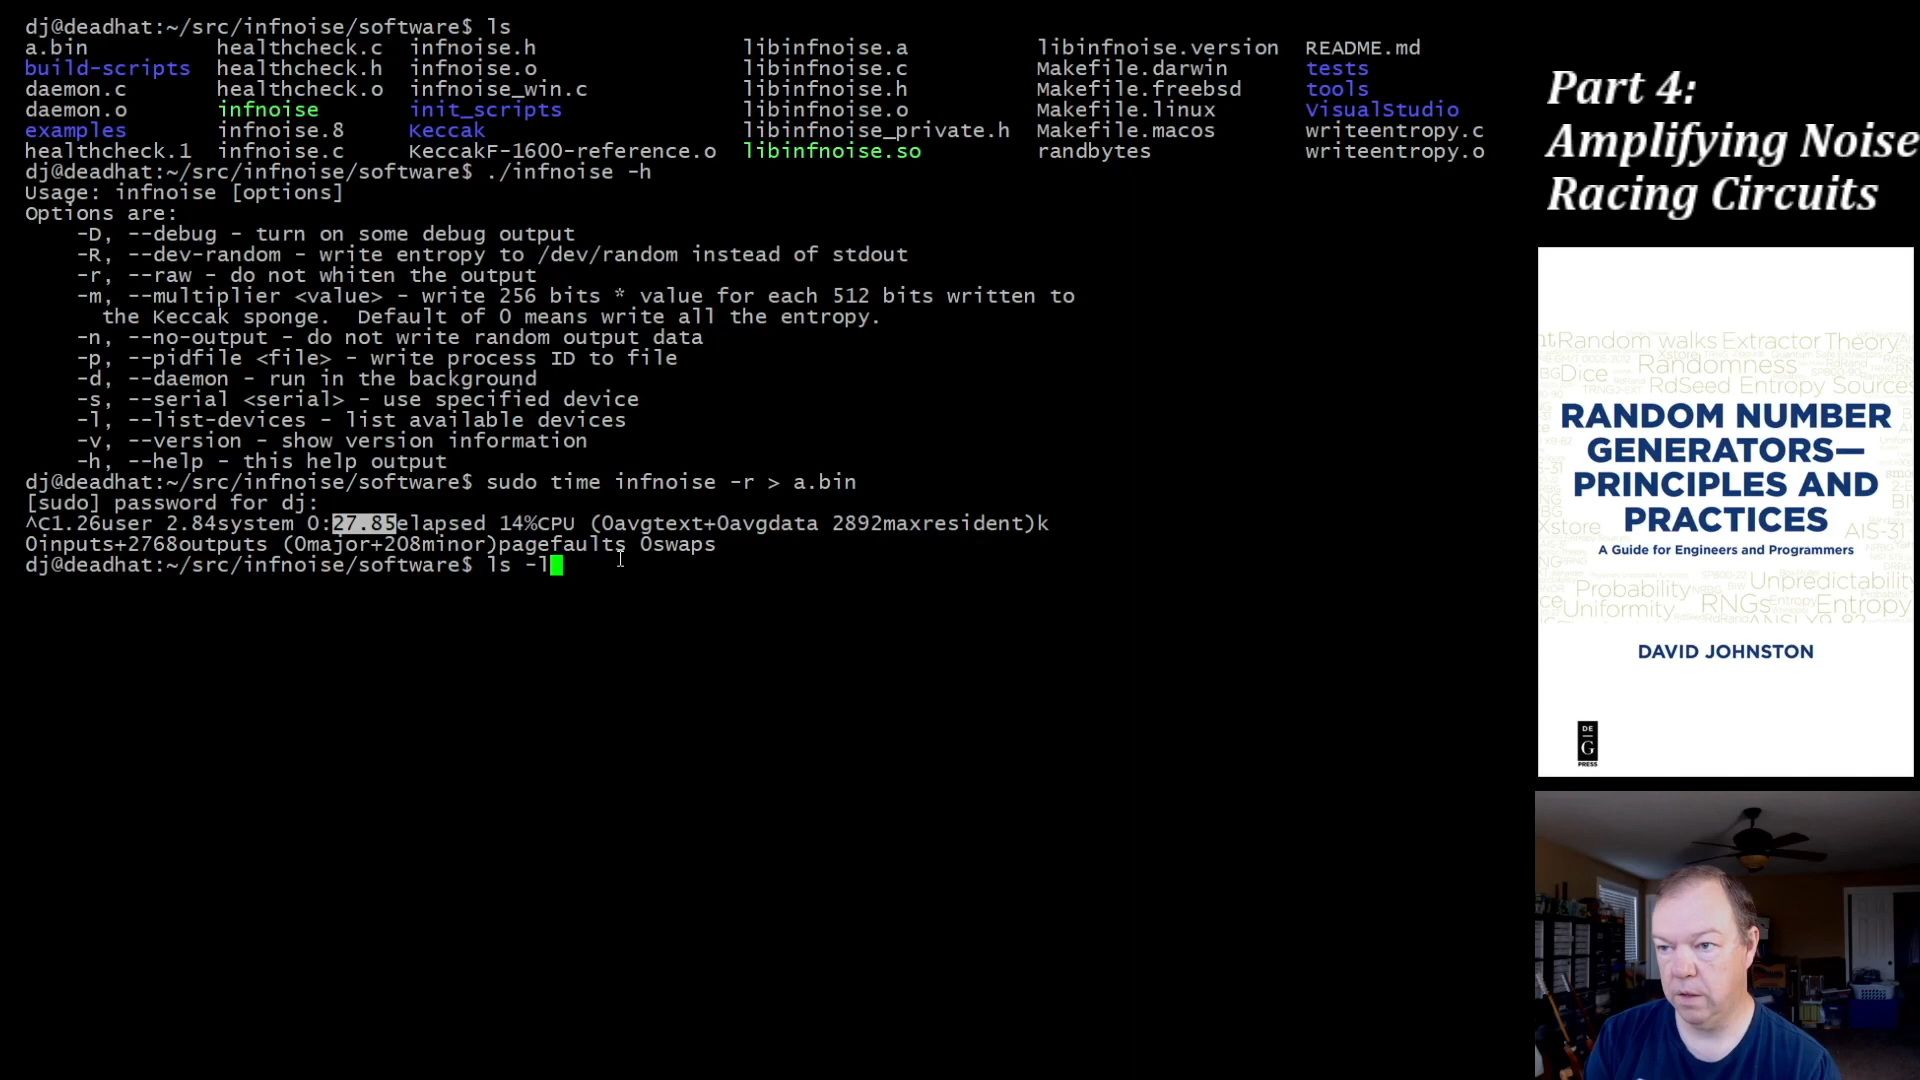 dj@deadhat:~/src/infnoise/software$ ls
a.bin healthcheck.c infnoise.h libinfnoise.a libinfnoise.version README.md
build-scripts healthcheck.h infnoise.o libinfnoise.c Makefile.darwin tests
daemon.c healthcheck.o infnoise_win.c libinfnoise.h Makefile.freebsd tools
daemon.o infnoise init_scripts libinfnoise.o Makefile.linux VisualStudio
examples infnoise.8 Keccak libinfnoise_private.h Makefile.macos writeentropy.c
healthcheck.1 infnoise.c KeccakF-1600-reference.o libinfnoise.so randbytes writeentropy.o
dj@deadhat:~/src/infnoise/software$ ./infnoise -h
Usage: infnoise [options]
Options are:
-D, --debug - turn on some debug output
-R, --dev-random - write entropy to /dev/random instead of stdout
-r, --raw - do not whiten the output
-m, --multiplier <value> - write 256 bits * value for each 512 bits written to
the Keccak sponge.  Default of 0 means write all the entropy.
-n, --no-output - do not write random output data
-p, --pidfile <file> - write process ID to file
-d, --daemon - run in the background
-s, --serial <serial> - use specified device
-l, --list-devices - list available devices
-v, --version - show version information
-h, --help - this help output
dj@deadhat:~/src/infnoise/software$ sudo time infnoise -r > a.bin
[sudo] password for dj:
^C1.26user 2.84system 0:27.85elapsed 14%CPU (0avgtext+0avgdata 2892maxresident)k
0inputs+2768outputs (0major+208minor)pagefaults 0swaps
dj@deadhat:~/src/infnoise/software$ ls -l
Part 4:
Amplifying Noise
Racing Circuits
Random walks Extractor Theory
Xstore
Dice Randomness
RdSeed Entropy Sources
RANDOM NUMBER
GENERATORS—
PRINCIPLES AND
PRACTICES
Xstore AIS-31
A Guide for Engineers and Programmers
Probability Unpredictability
Uniformity RNGs Entropy
DAVID JOHNSTON
DE
G
PRESS